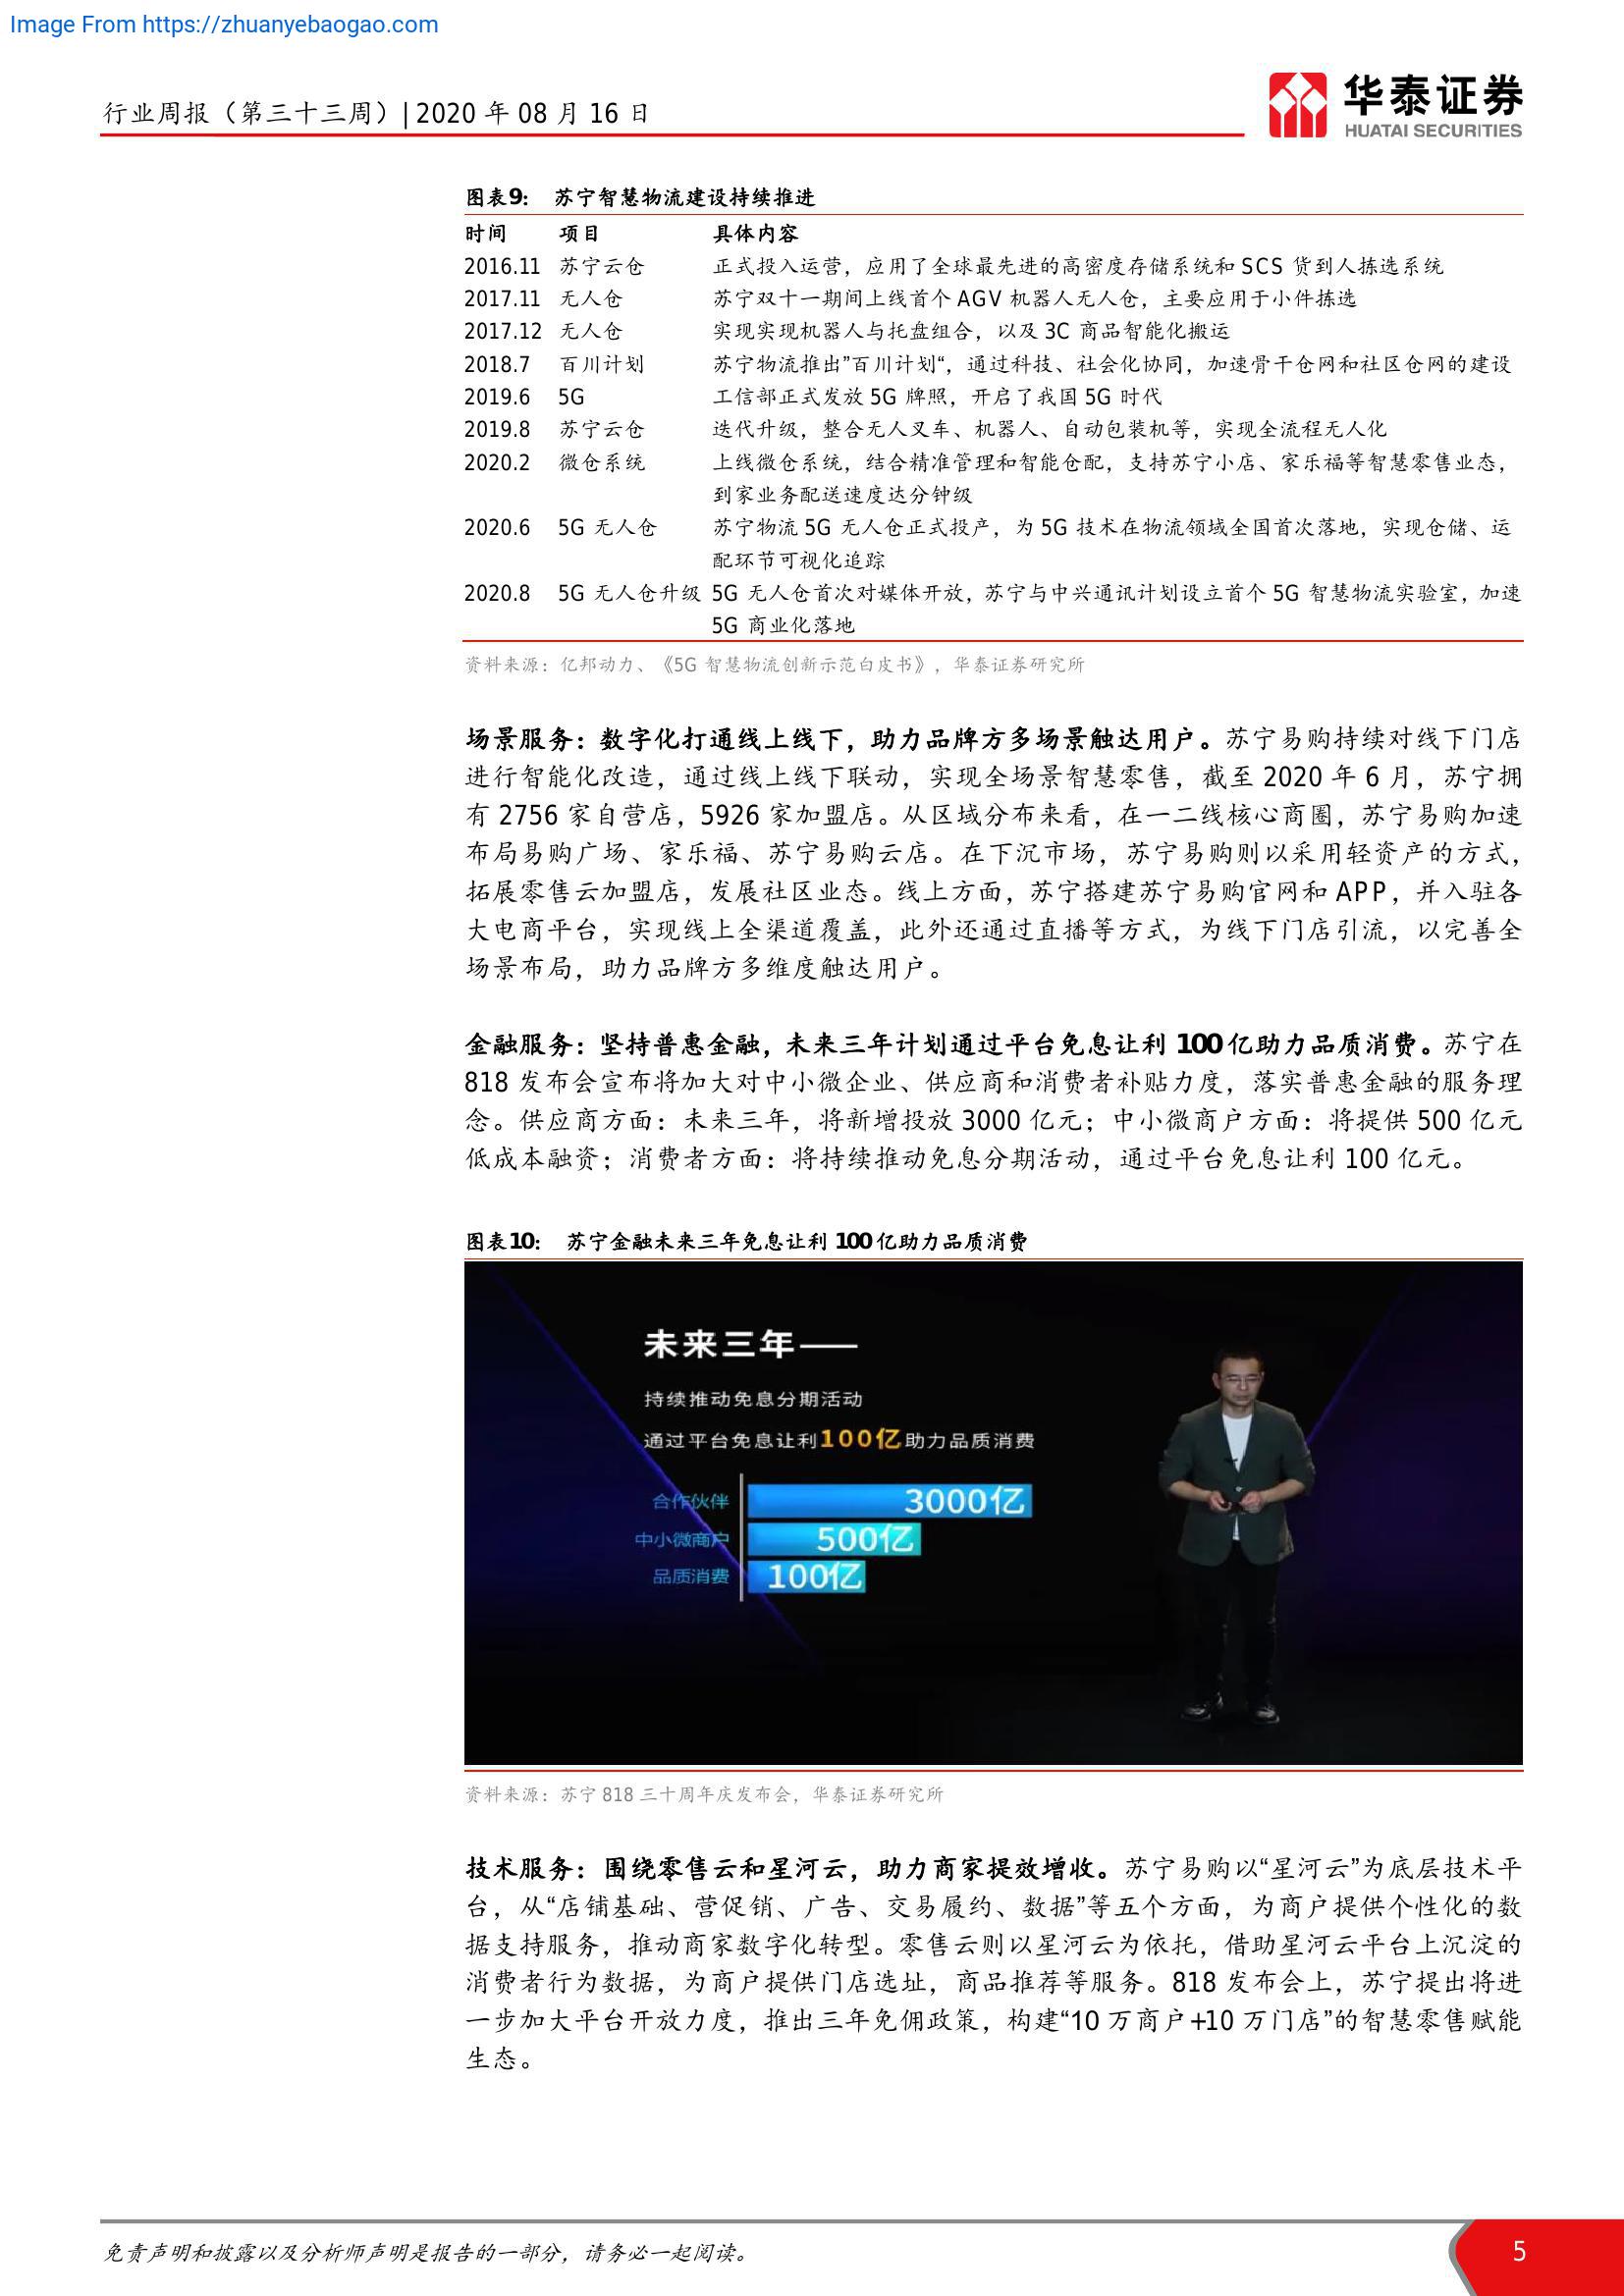 Image From https://zhuanyebaogao.com
行业周报（第三十三周）| 2020 年 08 月 16 日
华泰证券
HUATAI SECURITIES
图表9： 苏宁智慧物流建设持续推进
时间 项目 具体内容
2016.11 苏宁云仓 正式投入运营，应用了全球最先进的高密度存储系统和 SCS 货到人拣选系统
2017.11 无人仓 苏宁双十一期间上线首个 AGV 机器人无人仓，主要应用于小件拣选
2017.12 无人仓 实现实现机器人与托盘组合，以及 3C 商品智能化搬运
2018.7 百川计划 苏宁物流推出”百川计划“，通过科技、社会化协同，加速骨干仓网和社区仓网的建设
2019.6 5G 工信部正式发放 5G 牌照，开启了我国 5G 时代
2019.8 苏宁云仓 迭代升级，整合无人叉车、机器人、自动包装机等，实现全流程无人化
2020.2 微仓系统 上线微仓系统，结合精准管理和智能仓配，支持苏宁小店、家乐福等智慧零售业态，
到家业务配送速度达分钟级
2020.6 5G 无人仓 苏宁物流 5G 无人仓正式投产，为 5G 技术在物流领域全国首次落地，实现仓储、运
配环节可视化追踪
2020.8 5G 无人仓升级 5G 无人仓首次对媒体开放，苏宁与中兴通讯计划设立首个 5G 智慧物流实验室，加速
5G 商业化落地
资料来源：亿邦动力、《5G 智慧物流创新示范白皮书》，华泰证券研究所
场景服务：数字化打通线上线下，助力品牌方多场景触达用户。苏宁易购持续对线下门店
进行智能化改造，通过线上线下联动，实现全场景智慧零售，截至 2020 年 6 月，苏宁拥
有 2756 家自营店，5926 家加盟店。从区域分布来看，在一二线核心商圈，苏宁易购加速
布局易购广场、家乐福、苏宁易购云店。在下沉市场，苏宁易购则以采用轻资产的方式，
拓展零售云加盟店，发展社区业态。线上方面，苏宁搭建苏宁易购官网和 APP，并入驻各
大电商平台，实现线上全渠道覆盖，此外还通过直播等方式，为线下门店引流，以完善全
场景布局，助力品牌方多维度触达用户。
金融服务：坚持普惠金融，未来三年计划通过平台免息让利 100 亿助力品质消费。苏宁在
818 发布会宣布将加大对中小微企业、供应商和消费者补贴力度，落实普惠金融的服务理
念。供应商方面：未来三年，将新增投放 3000 亿元；中小微商户方面：将提供 500 亿元
低成本融资；消费者方面：将持续推动免息分期活动，通过平台免息让利 100 亿元。
图表10： 苏宁金融未来三年免息让利 100 亿助力品质消费
未来三年——
持续推动免息分期活动
通过平台免息让利100亿助力品质消费
合作伙伴 3000亿
中小微商户 500亿
品质消费 100亿
资料来源：苏宁 818 三十周年庆发布会，华泰证券研究所
技术服务：围绕零售云和星河云，助力商家提效增收。苏宁易购以“星河云”为底层技术平
台，从“店铺基础、营促销、广告、交易履约、数据”等五个方面，为商户提供个性化的数
据支持服务，推动商家数字化转型。零售云则以星河云为依托，借助星河云平台上沉淀的
消费者行为数据，为商户提供门店选址，商品推荐等服务。818 发布会上，苏宁提出将进
一步加大平台开放力度，推出三年免佣政策，构建“10 万商户+10 万门店”的智慧零售赋能
生态。
免责声明和披露以及分析师声明是报告的一部分，请务必一起阅读。
5